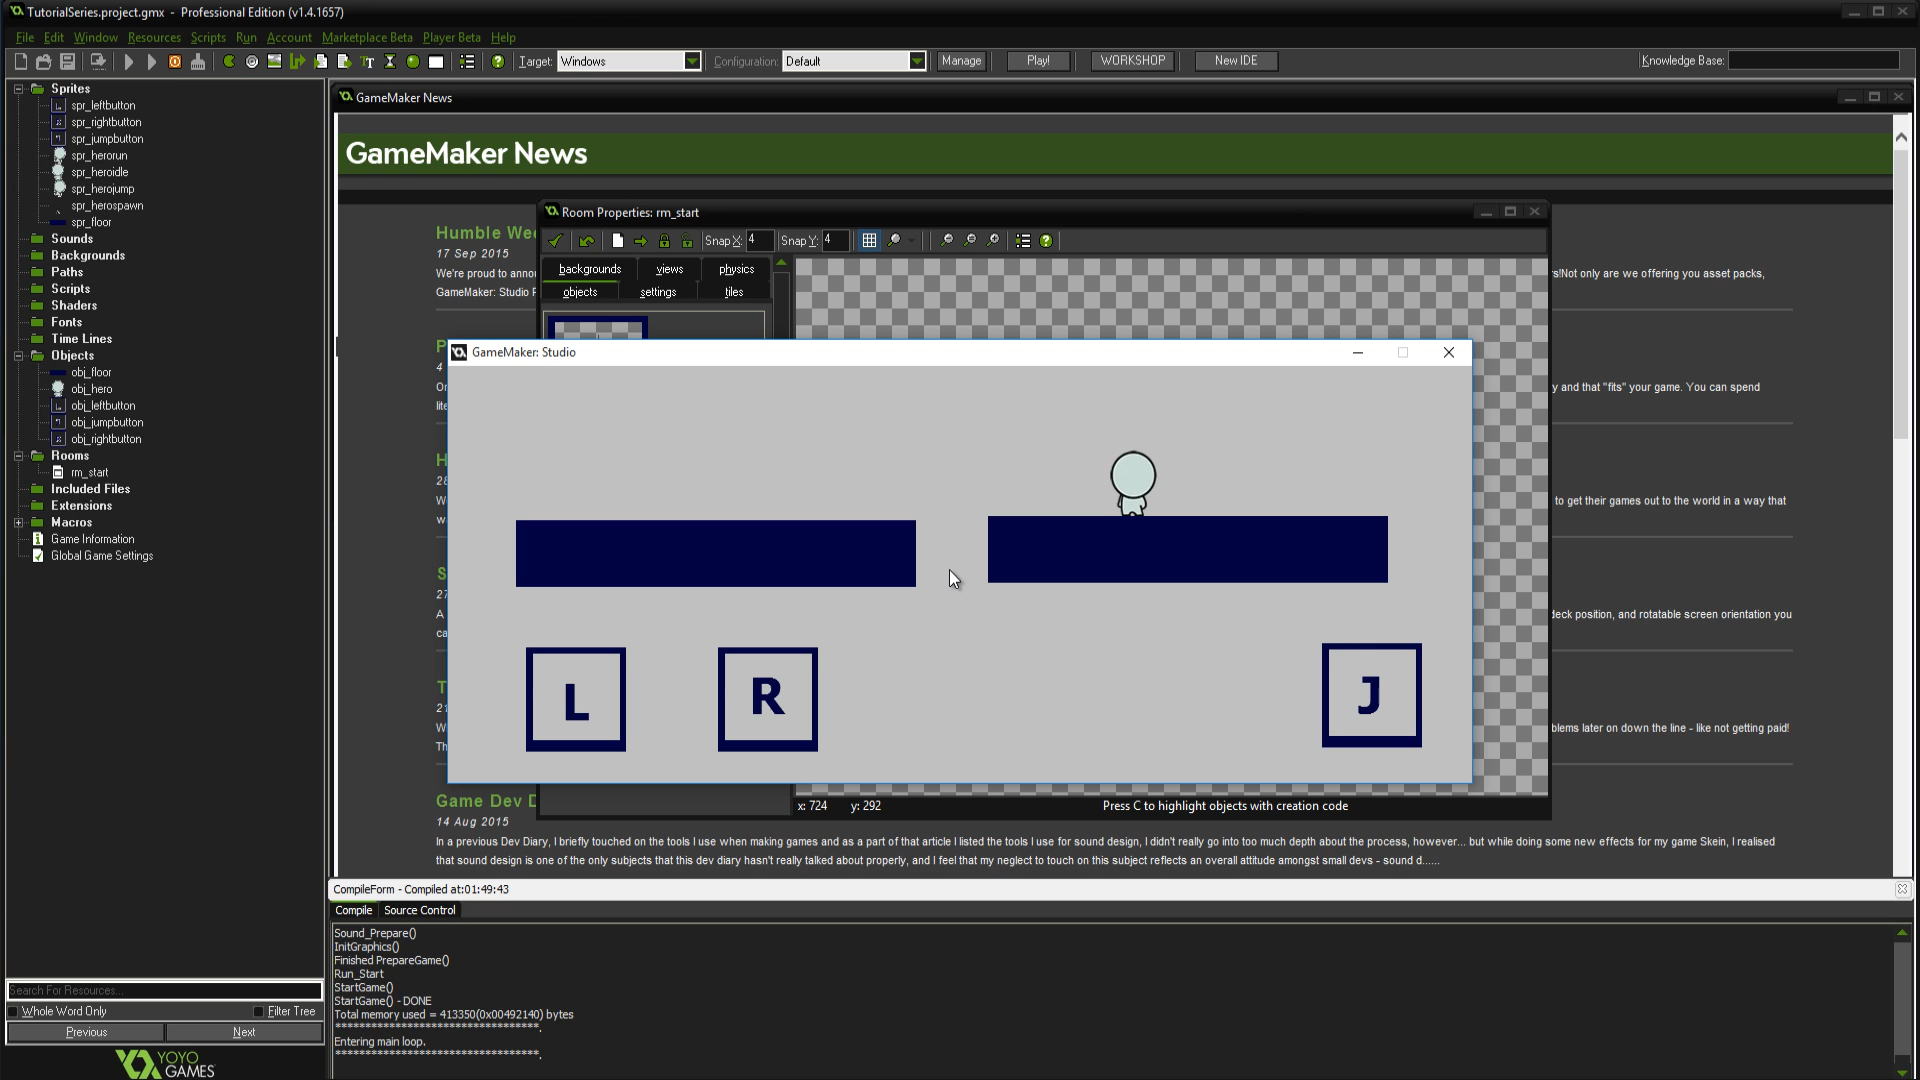 TutorialSeries.project.gmx - Professional Edition (v1.4.1657)
File Edit Window Resources Scripts Run Account Marketplace Beta Player Beta Help
Target: Windows Configuration: Default Manage Play! WORKSHOP New IDE Knowledge Base:
Sprites
spr_leftbutton
spr_rightbutton
spr_jumpbutton
spr_herorun
spr_heroidle
spr_herojump
spr_herospawn
spr_floor
Sounds
Backgrounds
Paths
Scripts
Shaders
Fonts
Time Lines
Objects
obj_floor
obj_hero
obj_leftbutton
obj_jumpbutton
obj_rightbutton
Rooms
rm_start
Included Files
Extensions
Macros
Game Information
Global Game Settings
Search For Resources...
Whole Word Only Filter Tree
Previous Next
YOYO
GAMES
GameMaker News
GameMaker News
Humble We
17 Sep 2015
We're proud to anno
s!Not only are we offering you asset packs,
GameMaker: Studio P
y and that "fits" your game. You can spend
to get their games out to the world in a way that
deck position, and rotatable screen orientation you
blems later on down the line - like not getting paid!
Game Dev D
14 Aug 2015
In a previous Dev Diary, I briefly touched on the tools I use when making games and as a part of that article I listed the tools I use for sound design, I didn't really go into too much depth about the process, however... but while doing some new effects for my game Skein, I realised
that sound design is one of the only subjects that this dev diary hasn't really talked about properly, and I feel that my neglect to touch on this subject reflects an overall attitude amongst small devs - sound d......
Room Properties: rm_start
Snap X: 4 Snap Y: 4
backgrounds views physics
objects settings tiles
GameMaker: Studio
L R J
x: 724 y: 292 Press C to highlight objects with creation code
CompileForm - Compiled at:01:49:43
Compile Source Control
Sound_Prepare()
InitGraphics()
Finished PrepareGame()
Run_Start
StartGame()
StartGame() - DONE
Total memory used = 413350(0x00492140) bytes
**********************************.
Entering main loop.
**********************************.